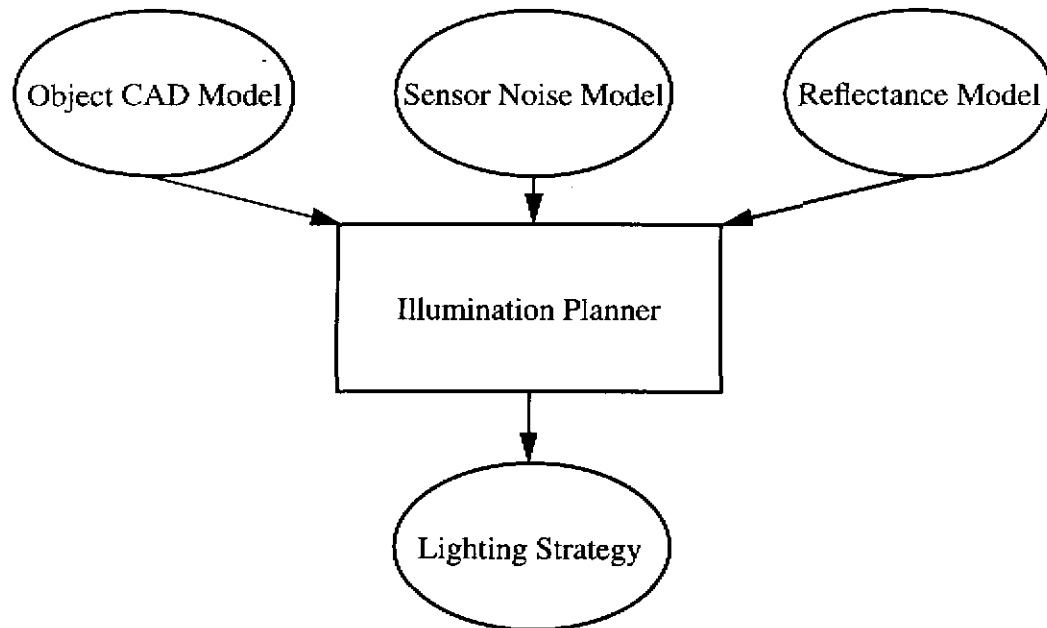 Object CAD Model
Sensor Noise Model
Reflectance Model
Illumination Planner
Lighting Strategy